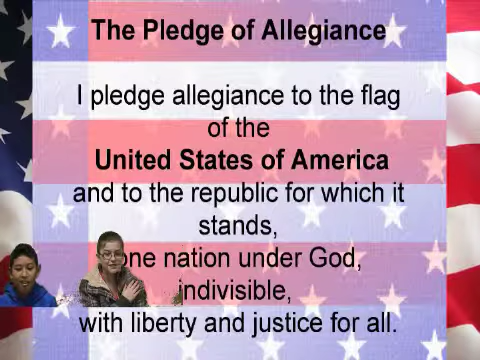 The Pledge of Allegiance
I pledge allegiance to the flag
of the
United States of America
and to the republic for which it
stands,
one nation under God,
indivisible,
with liberty and justice for all.